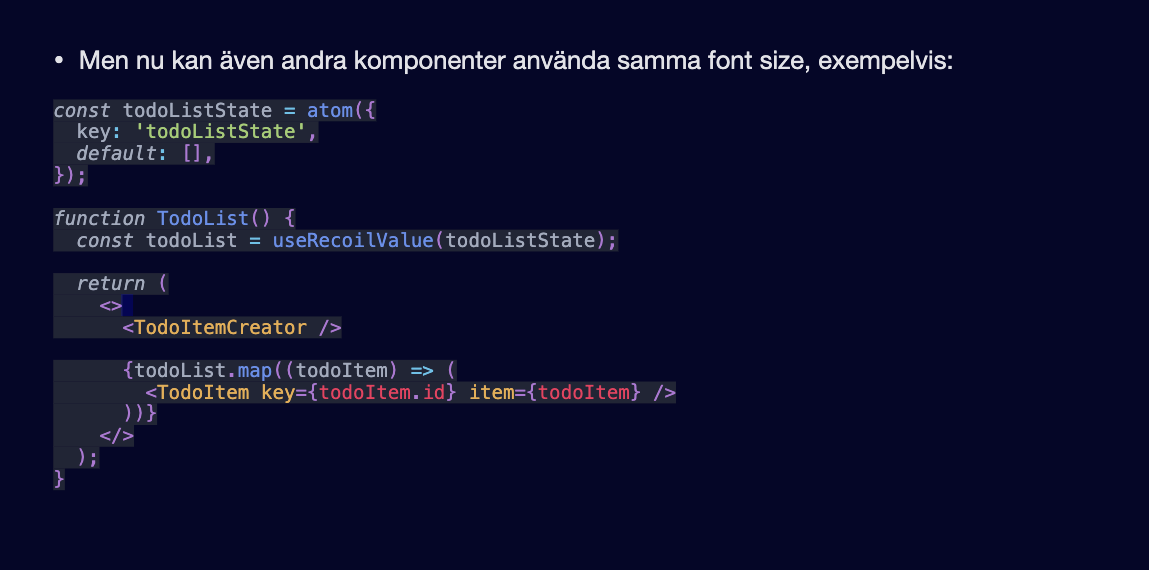 • Men nu kan även andra komponenter använda samma font size, exempelvis:
const todoListState = atom({
  key: 'todoListState',
  default: [],
});
function TodoList() {
  const todoList = useRecoilValue(todoListState);
  return (
    <>
      <TodoItemCreator />
      {todoList.map((todoItem) => (
        <TodoItem key={todoItem.id} item={todoItem} />
      ))}
    </>
  );
}